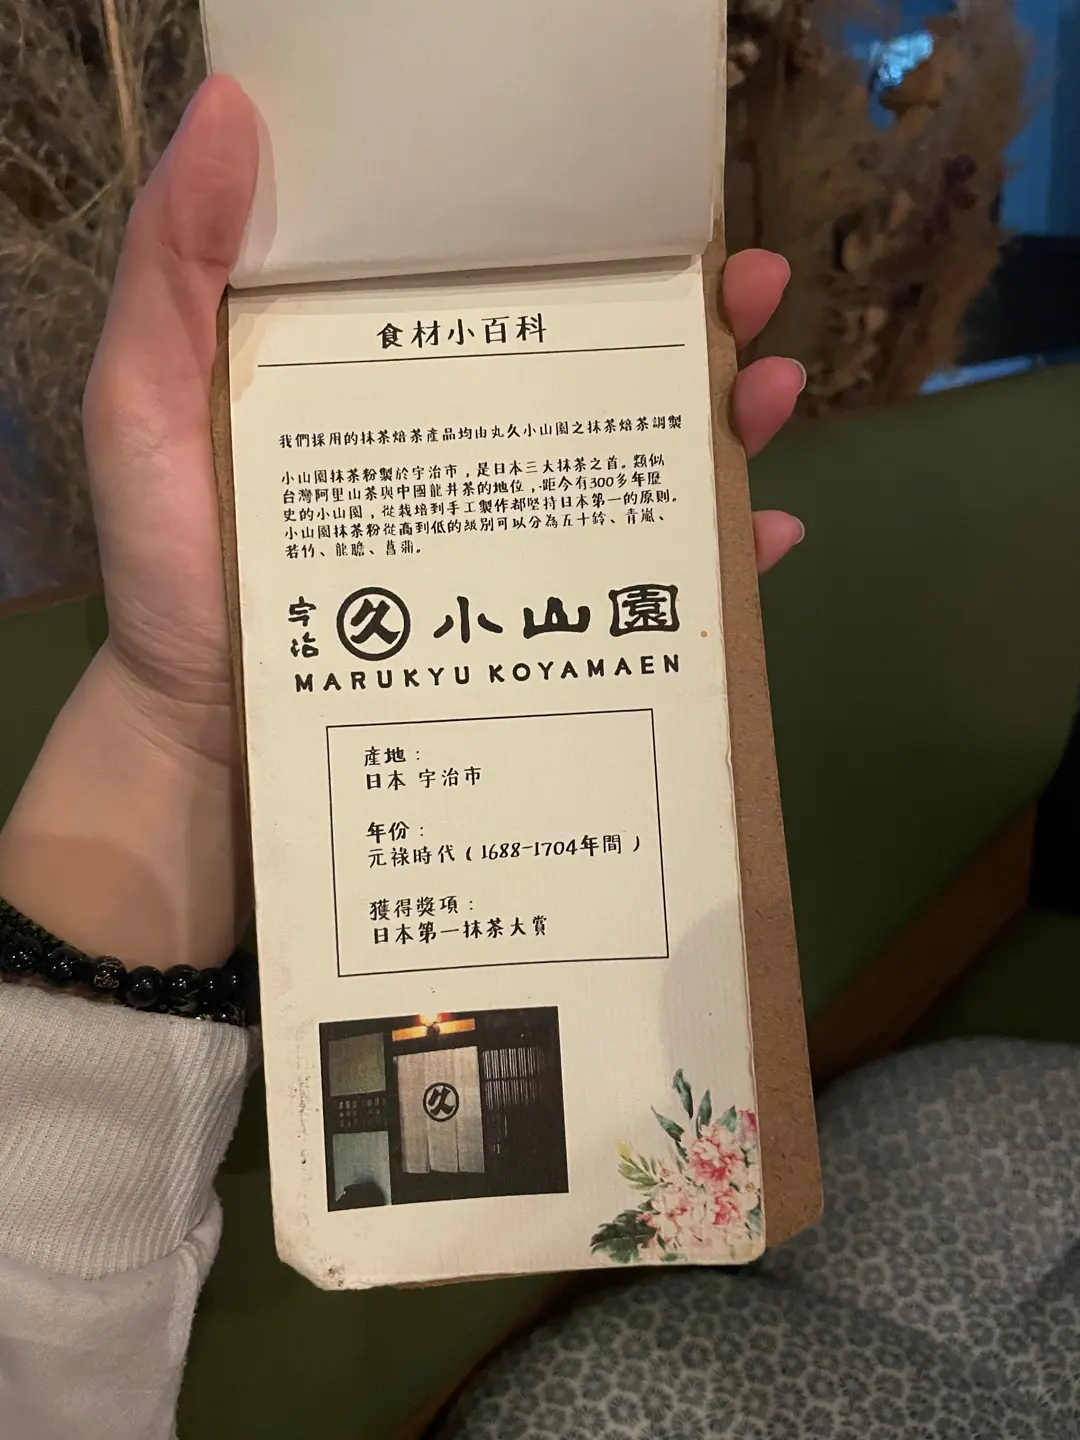 食材小百科
我們採用的抹茶焙茶產品均由丸久小山園之抹茶焙茶調製
小山園抹茶粉製於宇治市，是日本三大抹茶之首。類似
台灣阿里山茶與中國龍井茶的地位，距今有300多年歷
史的小山園，從栽培到手工製作都堅持日本第一的原則。
小山園抹茶粉從高到低的級別可以分為五十鈴、青嵐、
若竹、龍瞻、菖蒲。
宇治
久 小山園
MARUKYU KOYAMAEN
產地：
日本 宇治市
年份：
元祿時代（1688-1704年間）
獲得獎項：
日本第一抹茶大賞
久